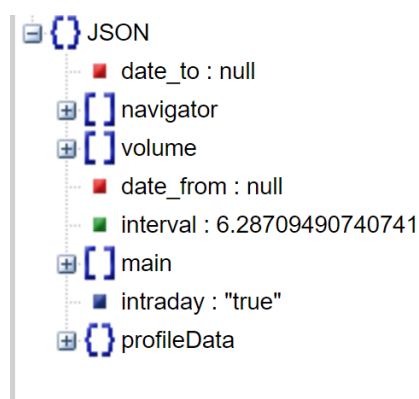 JSON
date_to : null
navigator
volume
date_from : null
interval : 6.28709490740741
main
intraday : "true"
profileData